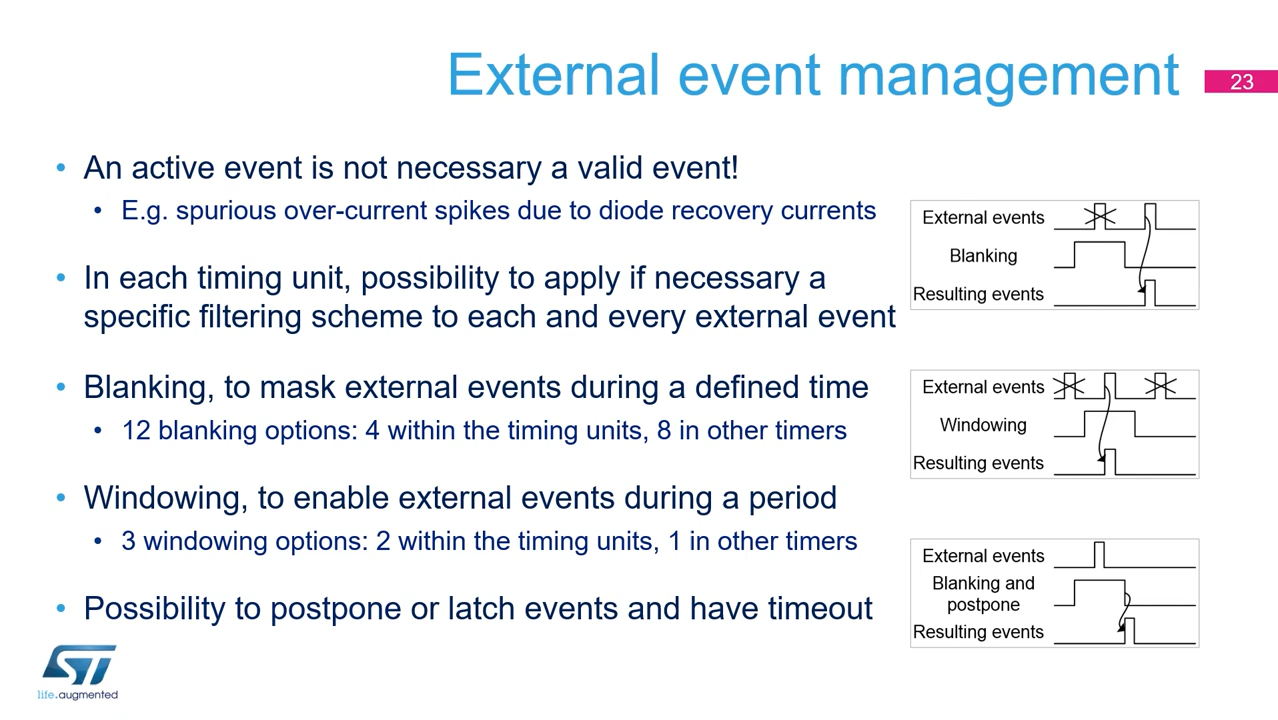 External event management
23
• An active event is not necessary a valid event!
• E.g. spurious over-current spikes due to diode recovery currents
• In each timing unit, possibility to apply if necessary a
specific filtering scheme to each and every external event
• Blanking, to mask external events during a defined time
• 12 blanking options: 4 within the timing units, 8 in other timers
• Windowing, to enable external events during a period
• 3 windowing options: 2 within the timing units, 1 in other timers
• Possibility to postpone or latch events and have timeout
External events
Blanking
Resulting events
External events
Windowing
Resulting events
External events
Blanking and
postpone
Resulting events
ST
life.augmented